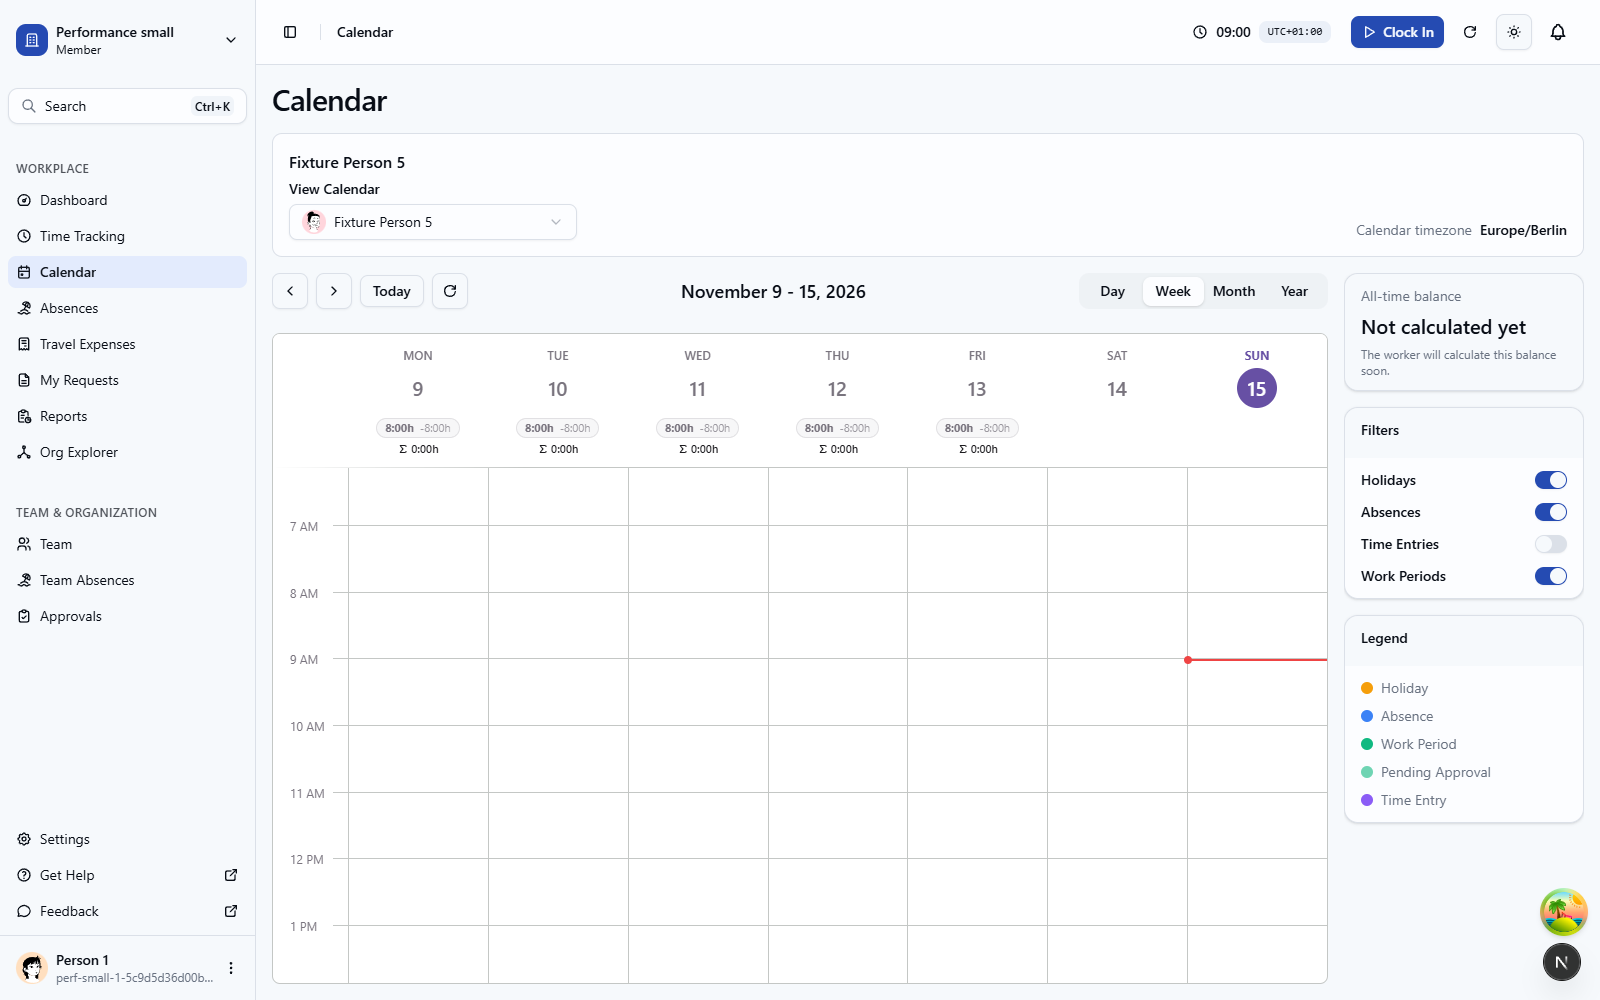 Performance small
Member
Search
Ctrl+K
WORKPLACE
Dashboard
Time Tracking
Calendar
Absences
Travel Expenses
My Requests
Reports
Org Explorer
TEAM & ORGANIZATION
Team
Team Absences
Approvals
Settings
Get Help
Feedback
Person 1
perf-small-1-5c9d5d36d00b...
Calendar
09:00 UTC+01:00
Clock In
Calendar
Fixture Person 5
View Calendar
Fixture Person 5
Calendar timezone Europe/Berlin
Today
November 9 - 15, 2026
Day Week Month Year
MON TUE WED THU FRI SAT SUN
9 10 11 12 13 14 15
8:00h -8:00h 8:00h -8:00h 8:00h -8:00h 8:00h -8:00h 8:00h -8:00h
Σ 0:00h Σ 0:00h Σ 0:00h Σ 0:00h Σ 0:00h
7 AM
8 AM
9 AM
10 AM
11 AM
12 PM
1 PM
All-time balance
Not calculated yet
The worker will calculate this balance
soon.
Filters
Holidays
Absences
Time Entries
Work Periods
Legend
Holiday
Absence
Work Period
Pending Approval
Time Entry
N